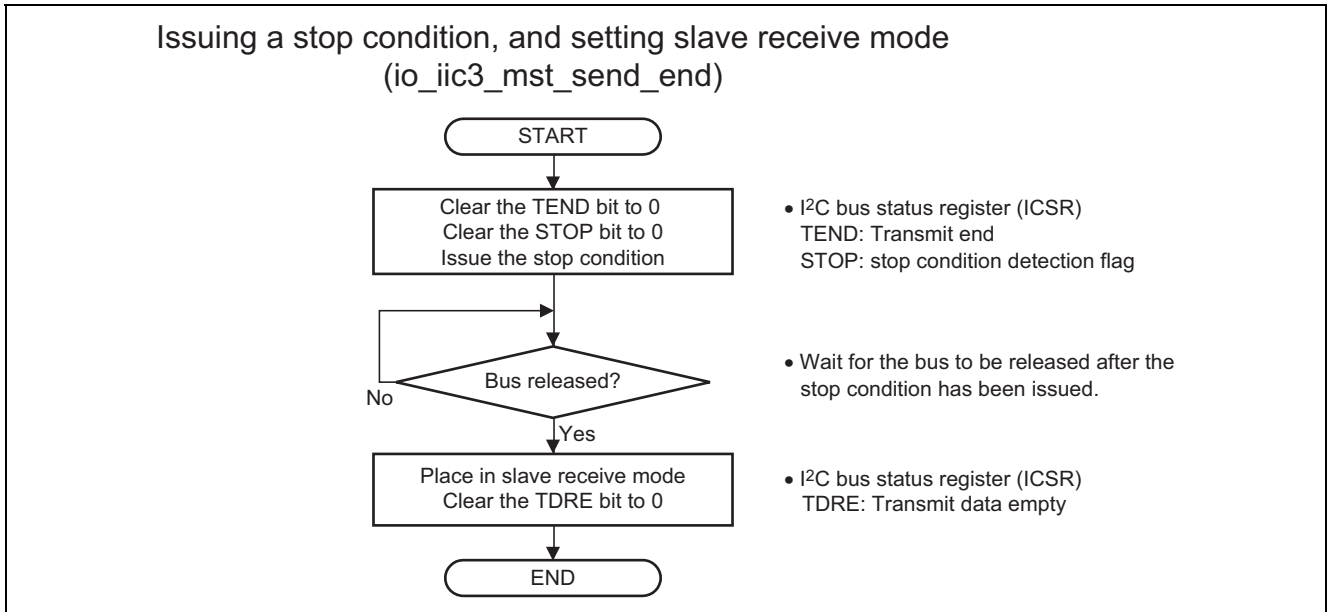 Issuing a stop condition, and setting slave receive mode
(io_iic3_mst_send_end)
START
Clear the TEND bit to 0
Clear the STOP bit to 0
Issue the stop condition
• I²C bus status register (ICSR)
TEND: Transmit end
STOP: stop condition detection flag
Bus released?
No
Yes
• Wait for the bus to be released after the
stop condition has been issued.
Place in slave receive mode
Clear the TDRE bit to 0
• I²C bus status register (ICSR)
TDRE: Transmit data empty
END